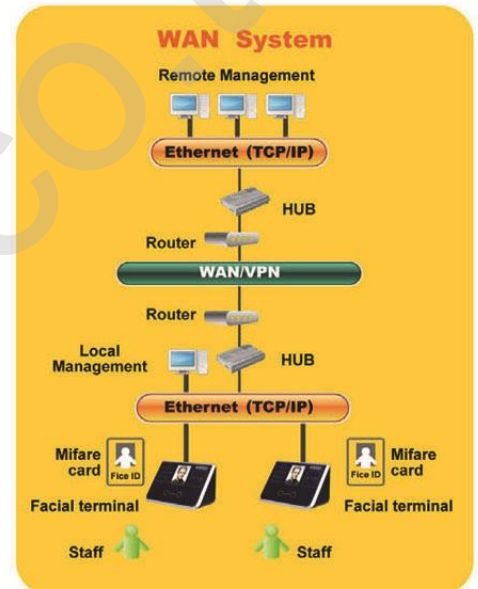 WAN System
Remote Management
Ethernet (TCP/IP)
HUB
Router
WAN/VPN
Router
Local
Management
HUB
Ethernet (TCP/IP)
Mifare
card
Fice ID
Fice ID
Mifare
card
Facial terminal
Facial terminal
Staff
Staff